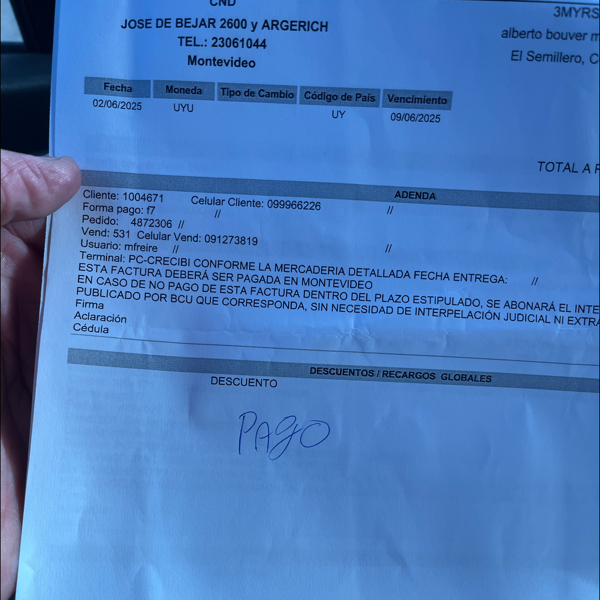 CND
JOSE DE BEJAR 2600 y ARGERICH
TEL.: 23061044
Montevideo
3MYRS
alberto bouver m
El Semillero, C
Fecha Moneda Tipo de Cambio Código de País Vencimiento
02/06/2025 UYU UY 09/06/2025
TOTAL A
ADENDA
Cliente: 1004671 Celular Cliente: 099966226
Forma pago: f7 // //
Pedido: 4872306 //
Vend: 531 Celular Vend: 091273819
Usuario: mfreire // //
Terminal: PC-CRECIBI CONFORME LA MERCADERIA DETALLADA FECHA ENTREGA: //
ESTA FACTURA DEBERÁ SER PAGADA EN MONTEVIDEO
EN CASO DE NO PAGO DE ESTA FACTURA DENTRO DEL PLAZO ESTIPULADO, SE ABONARÁ EL INTE
PUBLICADO POR BCU QUE CORRESPONDA, SIN NECESIDAD DE INTERPELACIÓN JUDICIAL NI EXTRA
Firma
Aclaración
Cédula
DESCUENTOS / RECARGOS GLOBALES
DESCUENTO
PAgO